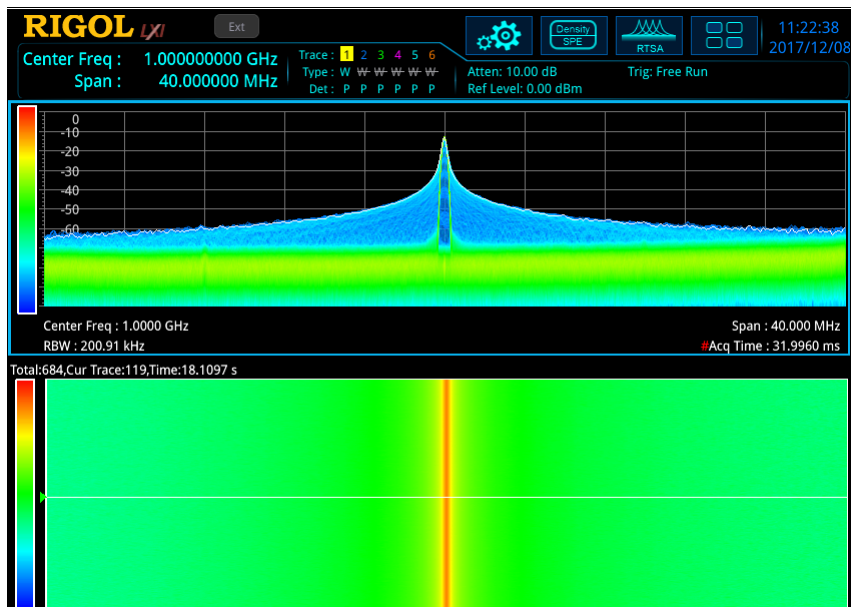 RIGOL LXI Ext Density SPE RTSA 11:22:38 2017/12/08
Center Freq : 1.000000000 GHz
Span : 40.000000 MHz
Trace : 1 2 3 4 5 6
Type : W W W W W W
Det : P P P P P P
Atten: 10.00 dB Trig: Free Run
Ref Level: 0.00 dBm
0
-10
-20
-30
-40
-50
-60
Center Freq : 1.0000 GHz Span : 40.000 MHz
RBW : 200.91 kHz #Acq Time : 31.9960 ms
Total:684,Cur Trace:119,Time:18.1097 s